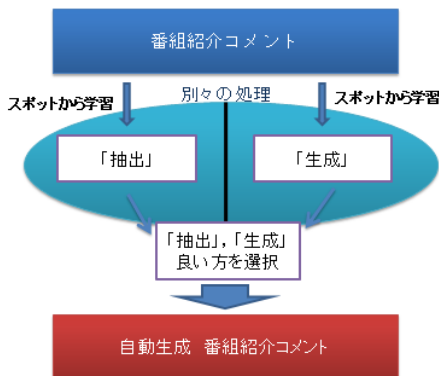 番組紹介コメント
スポットから学習
別々の処理
スポットから学習
「抽出」
「生成」
「抽出」,「生成」
良い方を選択
自動生成 番組紹介コメント